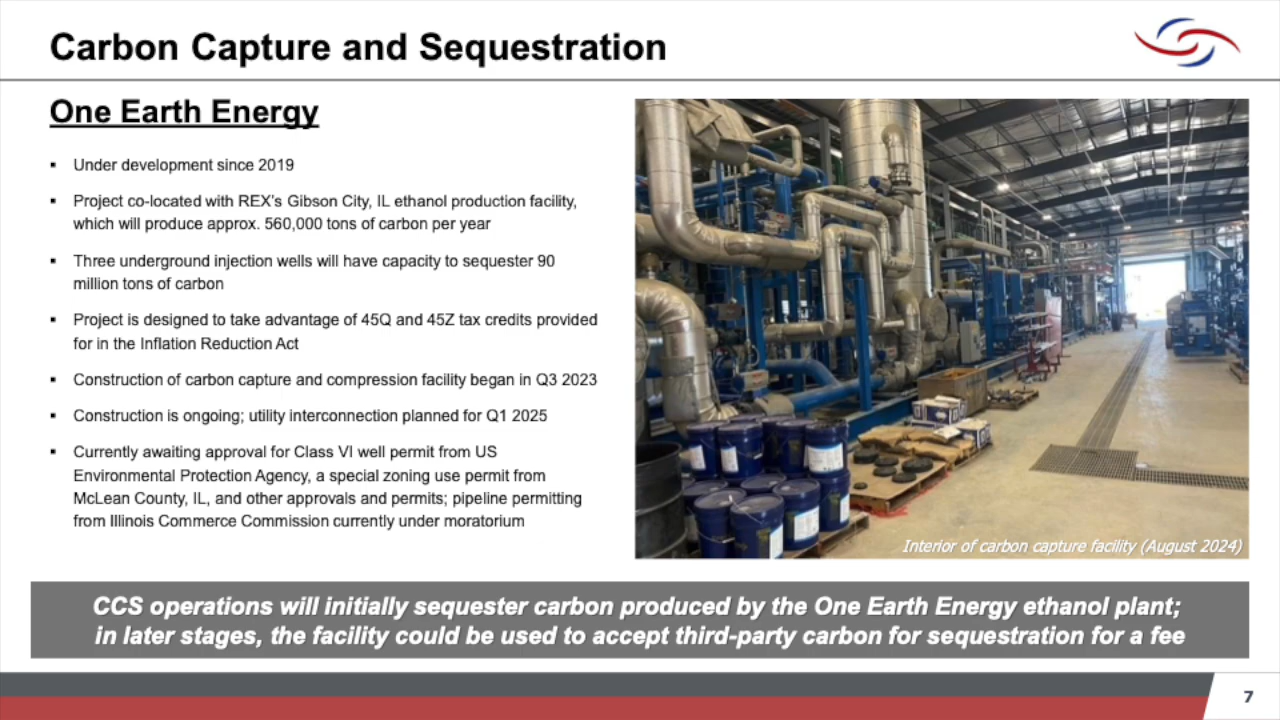 Carbon Capture and Sequestration
One Earth Energy
▪ Under development since 2019
▪ Project co-located with REX's Gibson City, IL ethanol production facility,
which will produce approx. 560,000 tons of carbon per year
▪ Three underground injection wells will have capacity to sequester 90
million tons of carbon
▪ Project is designed to take advantage of 45Q and 45Z tax credits provided
for in the Inflation Reduction Act
▪ Construction of carbon capture and compression facility began in Q3 2023
▪ Construction is ongoing; utility interconnection planned for Q1 2025
▪ Currently awaiting approval for Class VI well permit from US
Environmental Protection Agency, a special zoning use permit from
McLean County, IL, and other approvals and permits; pipeline permitting
from Illinois Commerce Commission currently under moratorium
Interior of carbon capture facility (August 2024)
CCS operations will initially sequester carbon produced by the One Earth Energy ethanol plant;
in later stages, the facility could be used to accept third-party carbon for sequestration for a fee
7